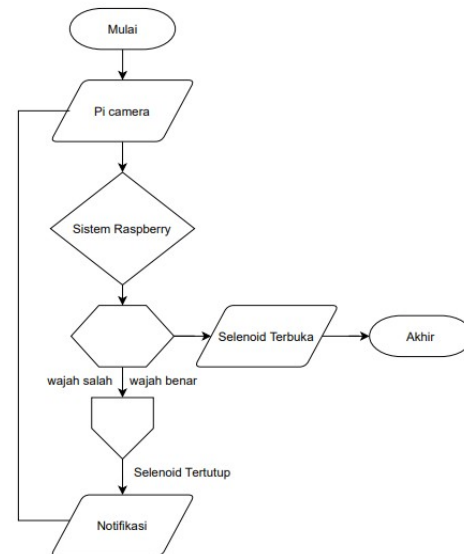 Mulai
Pi camera
Sistem Raspberry
Selenoid Terbuka
Akhir
wajah salah
wajah benar
Selenoid Tertutup
Notifikasi